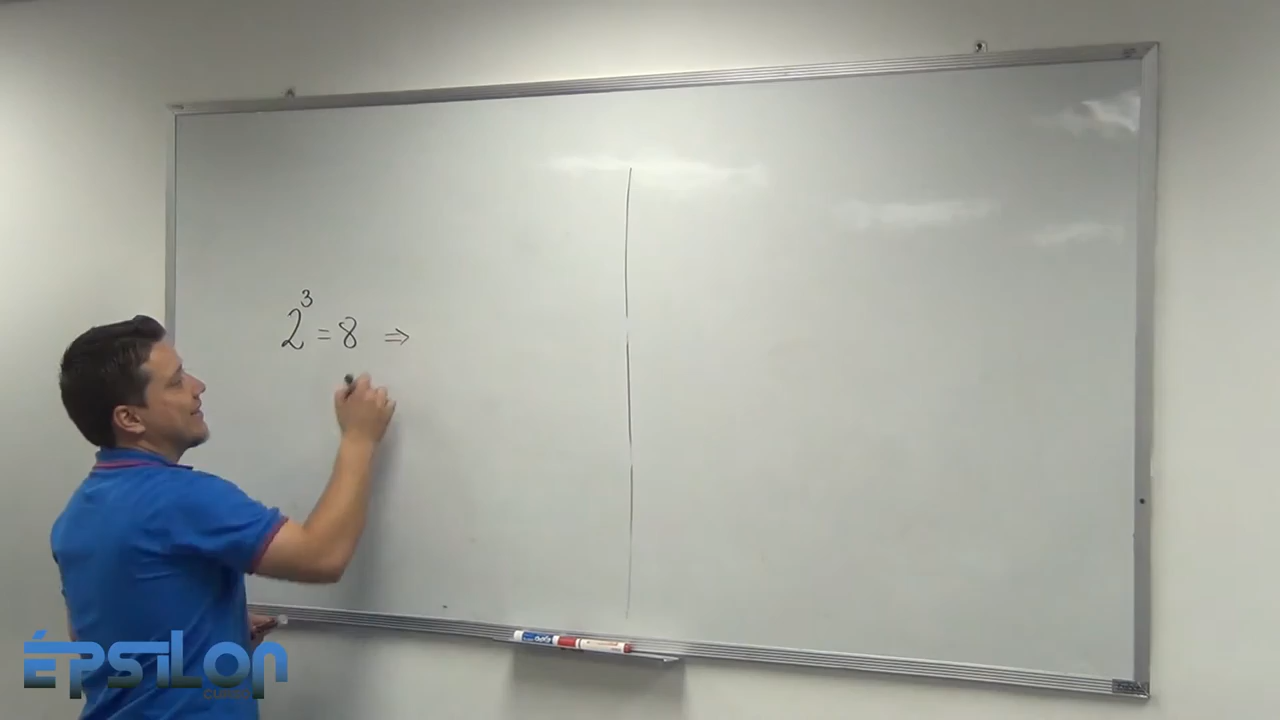 2³ = 8 ⇒
ÉPSILON